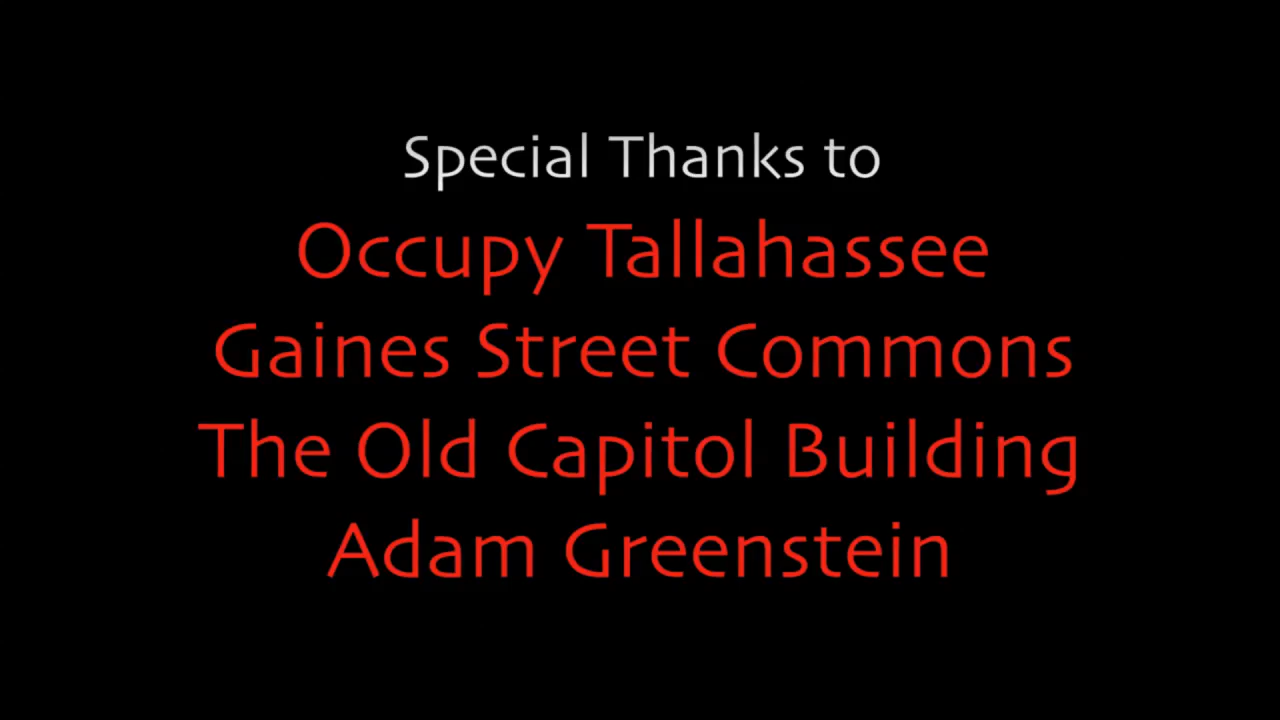 Special Thanks to
Occupy Tallahassee
Gaines Street Commons
The Old Capitol Building
Adam Greenstein